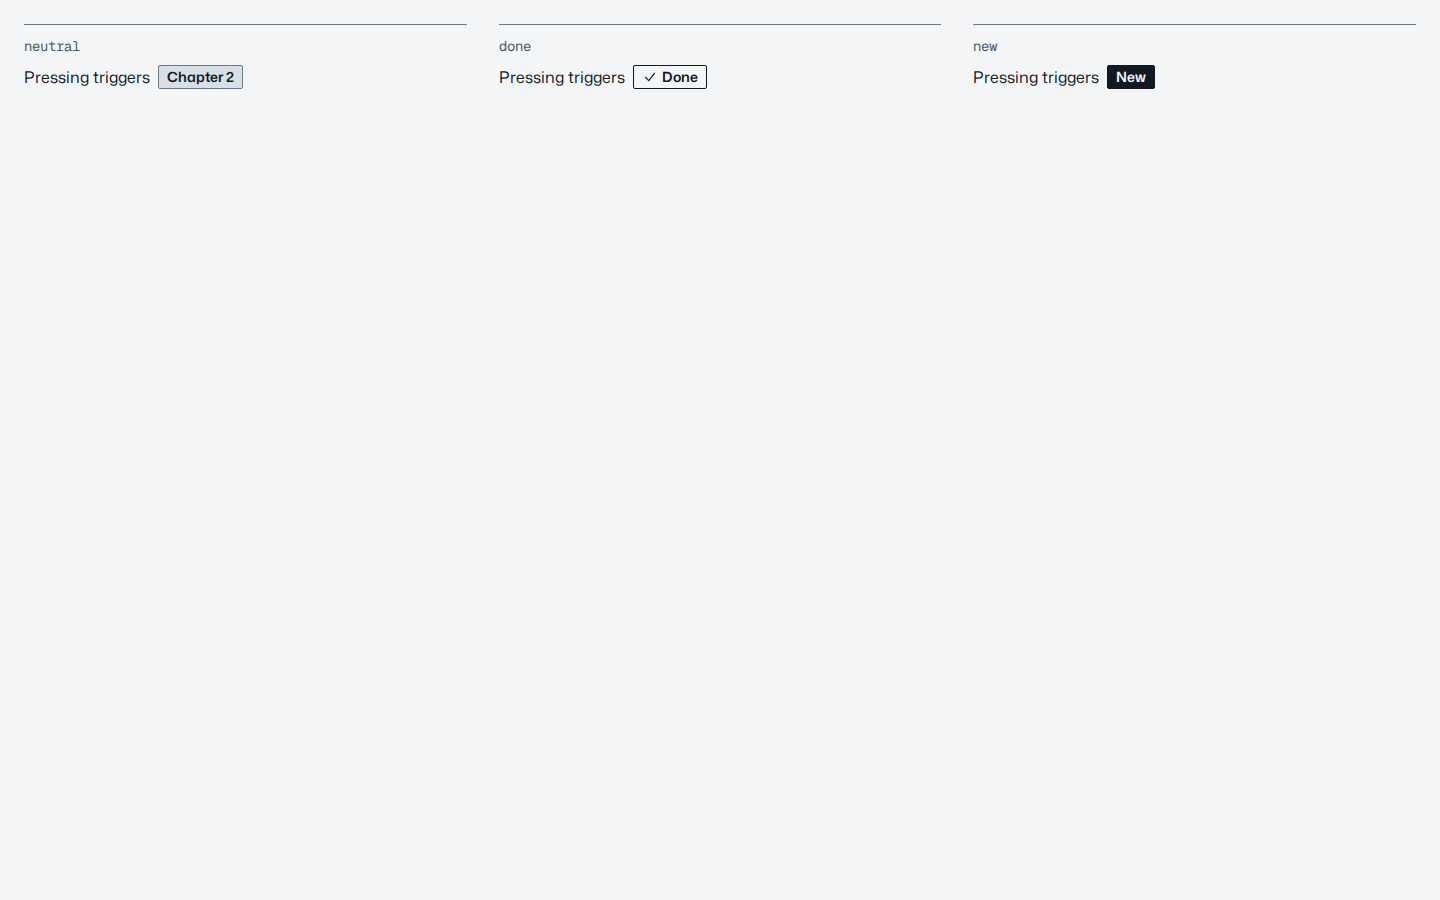 neutral
Pressing triggers Chapter 2
done
Pressing triggers Done
new
Pressing triggers New